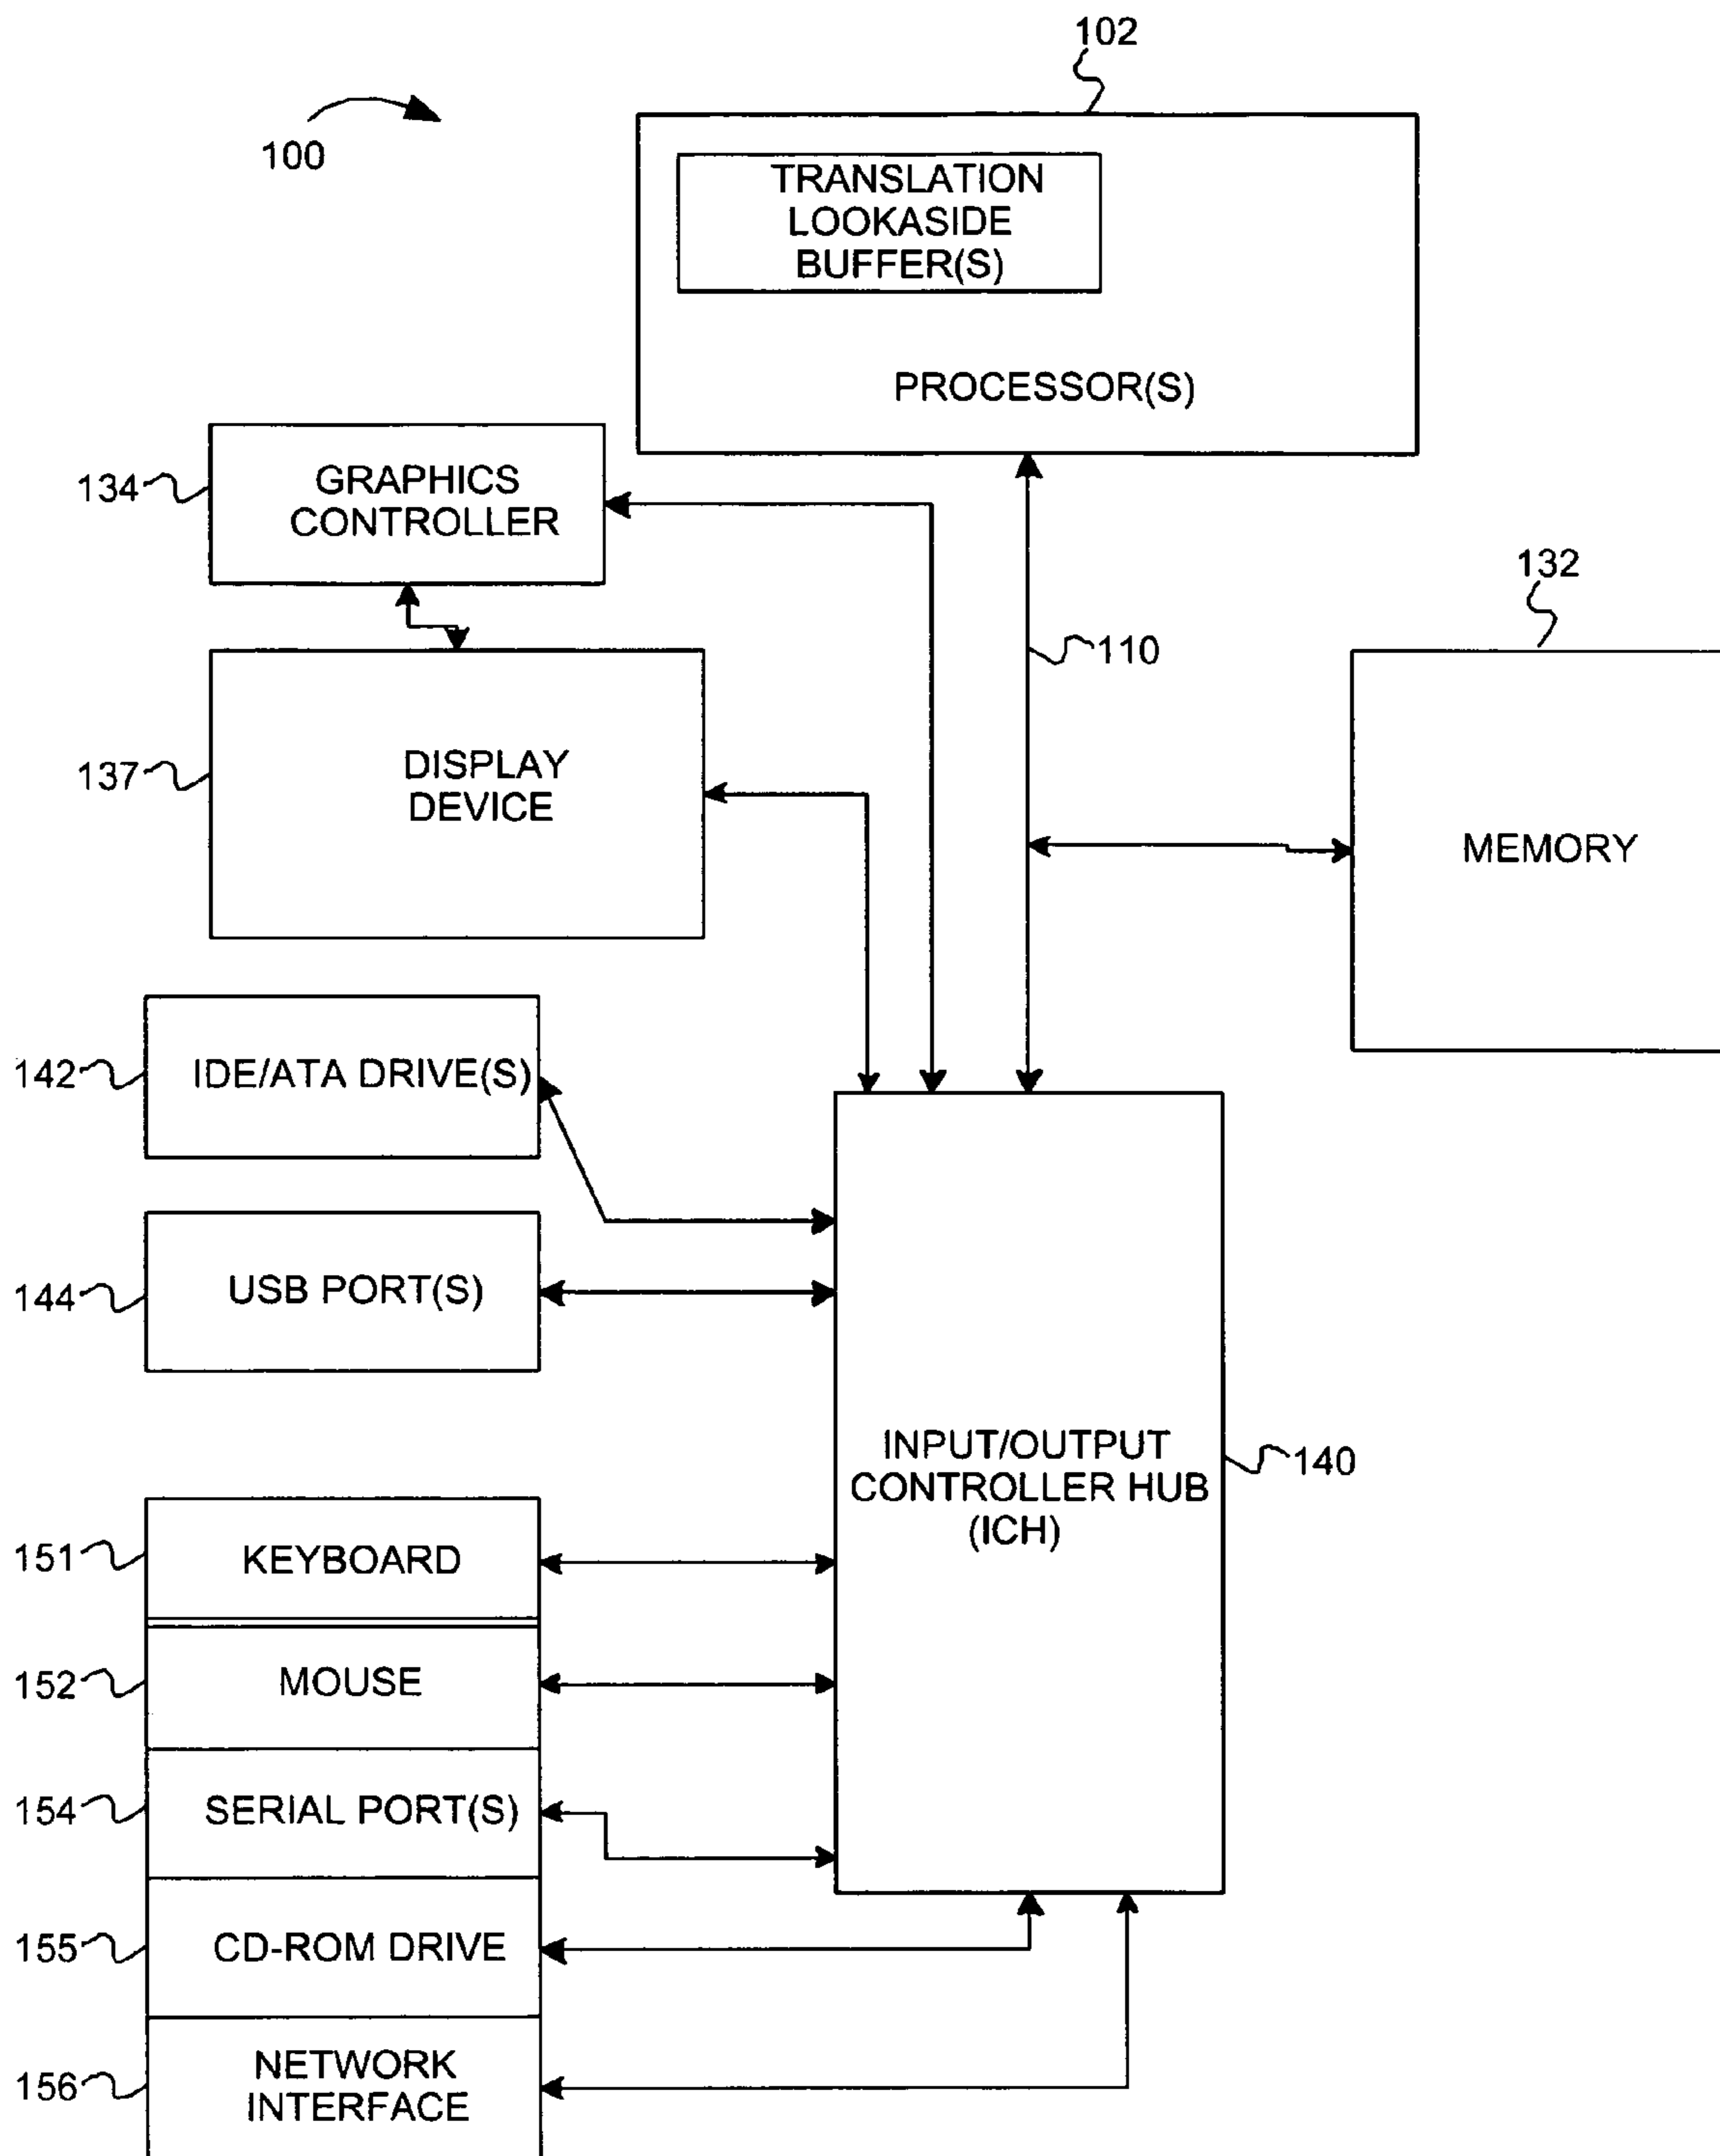 102
100
TRANSLATION
LOOKASIDE
BUFFER(S)
PROCESSOR(S)
134
GRAPHICS
CONTROLLER
132
110
137
DISPLAY
DEVICE
MEMORY
142
IDE/ATA DRIVE(S)
144
USB PORT(S)
INPUT/OUTPUT
CONTROLLER HUB
(ICH)
140
151
KEYBOARD
152
MOUSE
154
SERIAL PORT(S)
155
CD-ROM DRIVE
156
NETWORK
INTERFACE